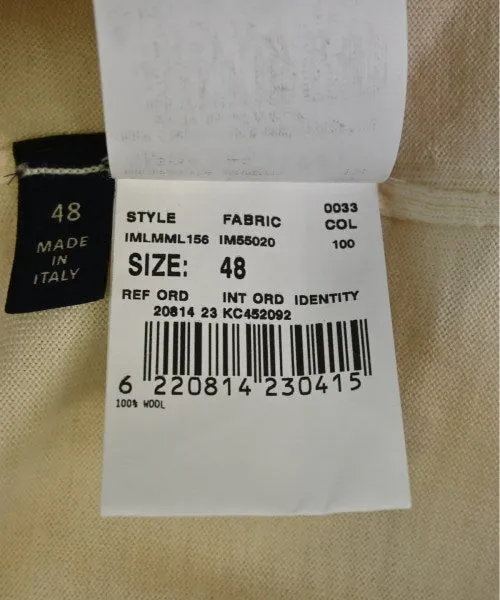 48
MADE
IN
ITALY
STYLE FABRIC 0033
COL
IMLMML156 IM55020 100
SIZE: 48
REF ORD INT ORD IDENTITY
20814 23 KC452092
6 220814 230415
100% WOOL